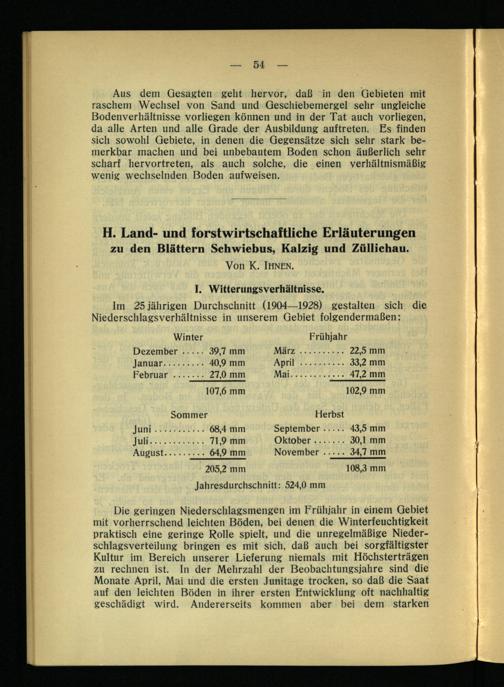 — 54 —
Aus dem Gesagten geht hervor, daß in den Gebieten mit
raschem Wechsel von Sand und Geschiebemergel sehr ungleiche
Bodenverhältnisse vorliegen können und in der Tat auch vorliegen,
da alle Arten und alle Grade der Ausbildung auftreten. Es finden
sich sowohl Gebiete, in denen die Gegensätze sich sehr stark be-
merkbar machen und bei unbebautem Boden schon äußerlich sehr
scharf hervortreten, als auch solche, die einen verhältnismäßig
wenig wechselnden Boden aufweisen.
H. Land- und forstwirtschaftliche Erläuterungen
zu den Blättern Schwiebus, Kalzig und Züllichau.
Von K. IHNEN.
I. Witterungsverhältnisse.
Im 25jährigen Durchschnitt (1904—1928) gestalten sich die
Niederschlagsverhältnisse in unserem Gebiet folgendermaßen:
Winter
Dezember ..... 39,7 mm
Januar......... 40,9 mm
Februar ....... 27,0 mm
107,6 mm
Frühjahr
März .......... 22,5 mm
April .......... 33,2 mm
Mai............ 47,2 mm
102,9 mm
Sommer
Juni ........... 68,4 mm
Juli............ 71,9 mm
August......... 64,9 mm
205,2 mm
Herbst
September ..... 43,5 mm
Oktober ....... 30,1 mm
November ..... 34,7 mm
108,3 mm
Jahresdurchschnitt: 524,0 mm
Die geringen Niederschlagsmengen im Frühjahr in einem Gebiet
mit vorherrschend leichten Böden, bei denen die Winterfeuchtigkeit
praktisch eine geringe Rolle spielt, und die unregelmäßige Nieder-
schlagsverteilung bringen es mit sich, daß auch bei sorgfältigster
Kultur im Bereich unserer Lieferung niemals mit Höchsterträgen
zu rechnen ist. In der Mehrzahl der Beobachtungsjahre sind die
Monate April, Mai und die ersten Junitage trocken, so daß die Saat
auf den leichten Böden in ihrer ersten Entwicklung oft nachhaltig
geschädigt wird. Andererseits kommen aber bei dem starken